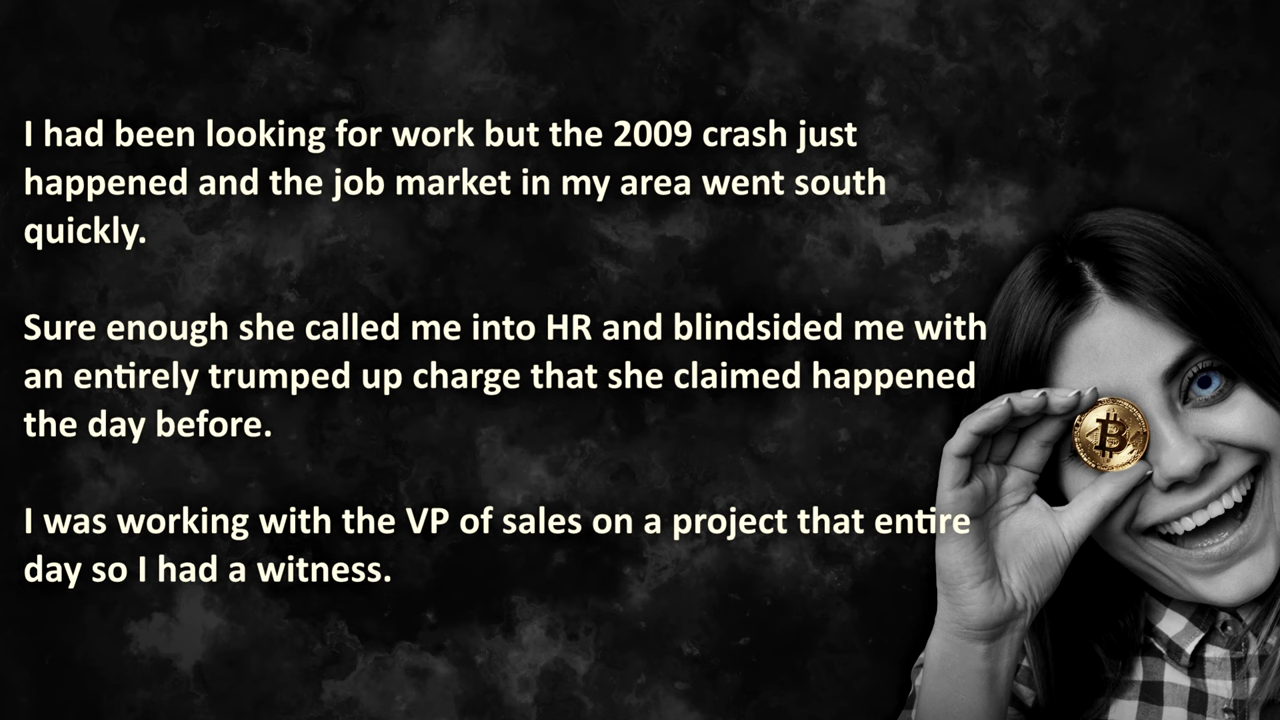 I had been looking for work but the 2009 crash just
happened and the job market in my area went south
quickly.
Sure enough she called me into HR and blindsided me with
an entirely trumped up charge that she claimed happened
the day before.
I was working with the VP of sales on a project that entire
day so I had a witness.